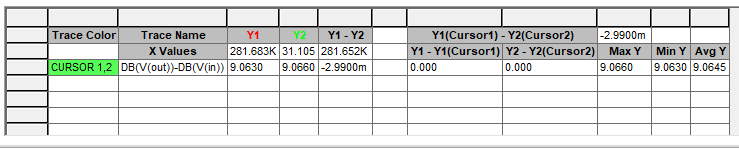 Trace Color Trace Name Y1 Y2 Y1 - Y2 Y1(Cursor1) - Y2(Cursor2) -2.9900m
X Values 281.683K 31.105 281.652K Y1 - Y1(Cursor1) Y2 - Y2(Cursor2) Max Y Min Y Avg Y
CURSOR 1,2 DB(V(out))-DB(V(in)) 9.0630 9.0660 -2.9900m 0.000 0.000 9.0660 9.0630 9.0645